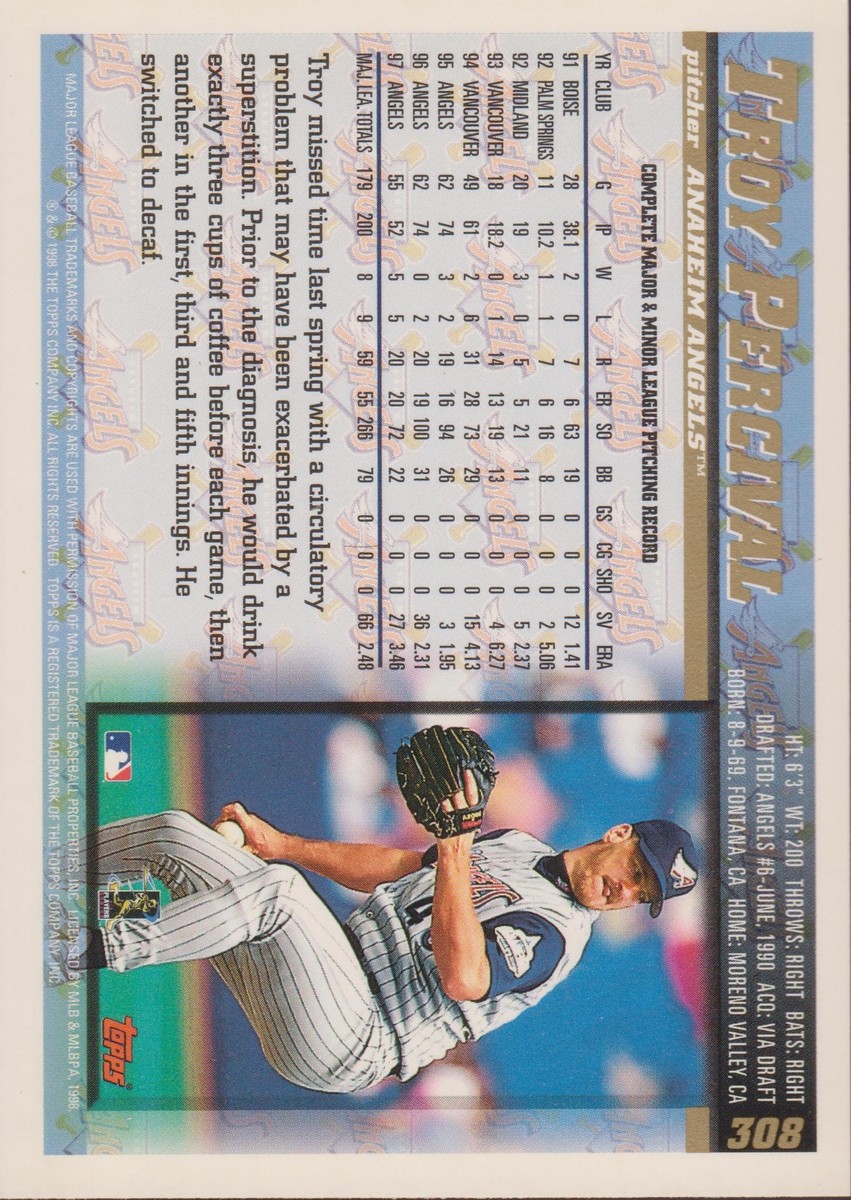 TROY PERCIVAL
HT: 6'3" WT: 200 THROWS: RIGHT BATS: RIGHT
DRAFTED: ANGELS #6-JUNE, 1990 ACQ: VIA DRAFT
BORN: 8-9-69, FONTANA, CA HOME: MORENO VALLEY, CA
308
pitcher ANAHEIM ANGELS™
COMPLETE MAJOR & MINOR LEAGUE PITCHING RECORD
YR CLUB G IP W L R ER SO BB GS CG SHO SV ERA
91 BOISE 28 38.1 2 0 7 6 63 19 0 0 0 12 1.41
92 PALM SPRINGS 11 10.2 1 1 7 6 16 8 0 0 0 2 5.06
92 MIDLAND 20 19 3 0 5 5 21 11 0 0 0 5 2.37
93 VANCOUVER 18 18.2 0 1 14 13 19 13 0 0 0 4 6.27
94 VANCOUVER 49 61 2 6 31 28 73 29 0 0 0 15 4.13
95 ANGELS 62 74 3 2 19 16 94 26 0 0 0 3 1.95
96 ANGELS 62 74 0 2 20 19 100 31 0 0 0 36 2.31
97 ANGELS 55 52 5 5 20 20 72 22 0 0 0 27 3.46
MAJ. LEA. TOTALS 179 200 8 9 59 55 266 79 0 0 0 66 2.48
Troy missed time last spring with a circulatory
problem that may have been exacerbated by a
superstition. Prior to the diagnosis, he would drink
exactly three cups of coffee before each game, then
another in the first, third and fifth innings. He
switched to decaf.
TOPPS®
PLAYERS
ANGELS
MAJOR LEAGUE BASEBALL TRADEMARKS AND COPYRIGHTS ARE USED WITH PERMISSION OF MAJOR LEAGUE BASEBALL PROPERTIES, INC. LICENSED BY MLB & MLBPA, 1998.
® & © 1998 THE TOPPS COMPANY, INC. ALL RIGHTS RESERVED. TOPPS IS A REGISTERED TRADEMARK OF THE TOPPS COMPANY, INC.